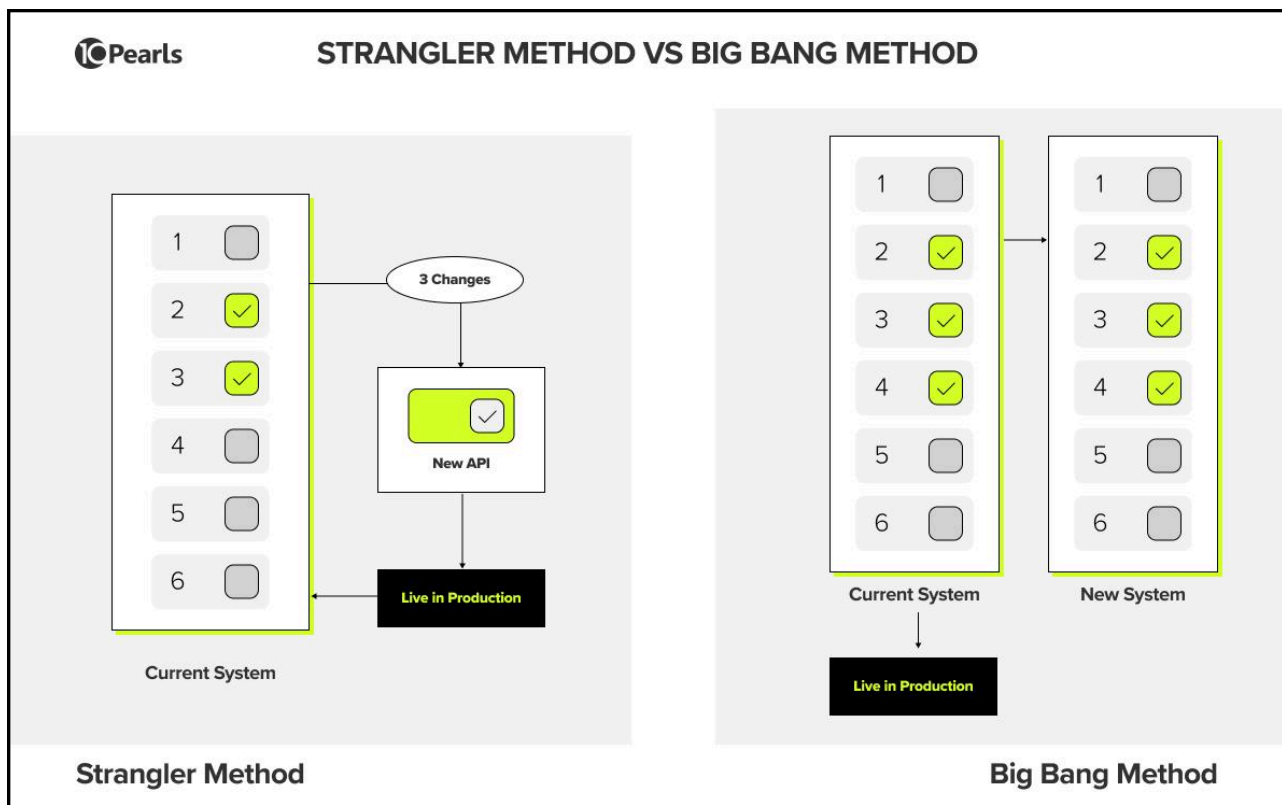 10Pearls
STRANGLER METHOD VS BIG BANG METHOD
1
2
3
4
5
6
Current System
3 Changes
New API
Live in Production
Strangler Method
1
2
3
4
5
6
Current System
1
2
3
4
5
6
New System
Live in Production
Big Bang Method